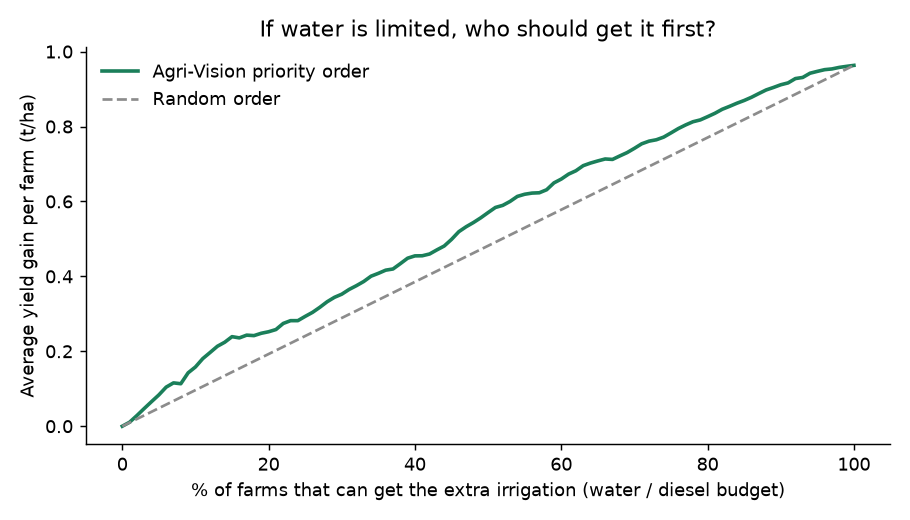 If water is limited, who should get it first?
Agri-Vision priority order
Random order
Average yield gain per farm (t/ha)
1.0
0.8
0.6
0.4
0.2
0.0
0 20 40 60 80 100
% of farms that can get the extra irrigation (water / diesel budget)